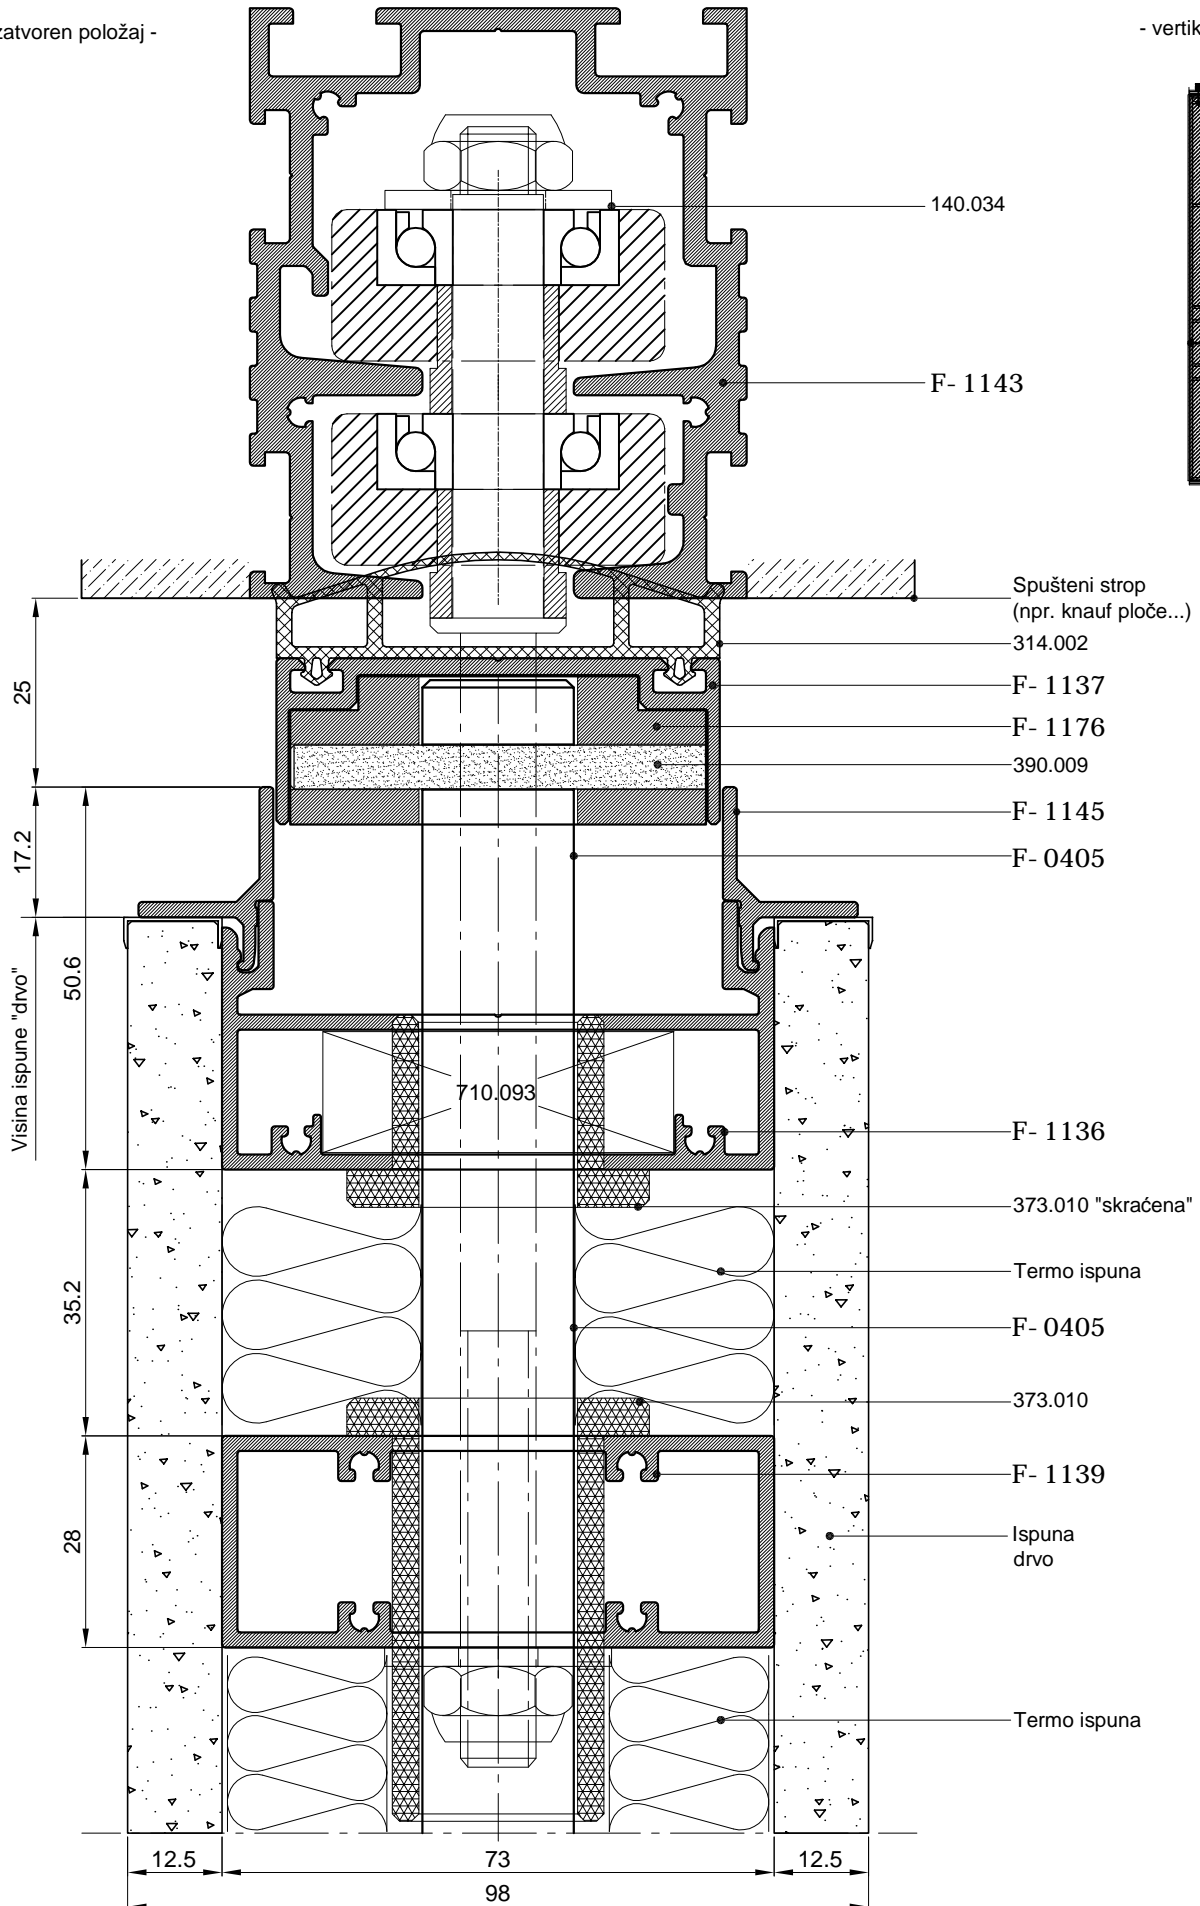 zatvoren položaj -
- vertik
140.034
F- 1143
Spušteni strop
(npr. knauf ploče...)
314.002
F- 1137
F- 1176
390.009
F- 1145
F- 0405
25
17.2
50.6
Visina ispune "drvo"
710.093
F- 1136
373.010 "skraćena"
Termo ispuna
35.2
F- 0405
373.010
F- 1139
28
Ispuna
drvo
Termo ispuna
12.5
73
12.5
98